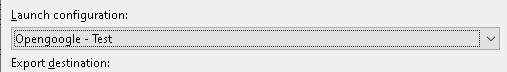 Launch configuration:
Opengoogle - Test
Export destination: